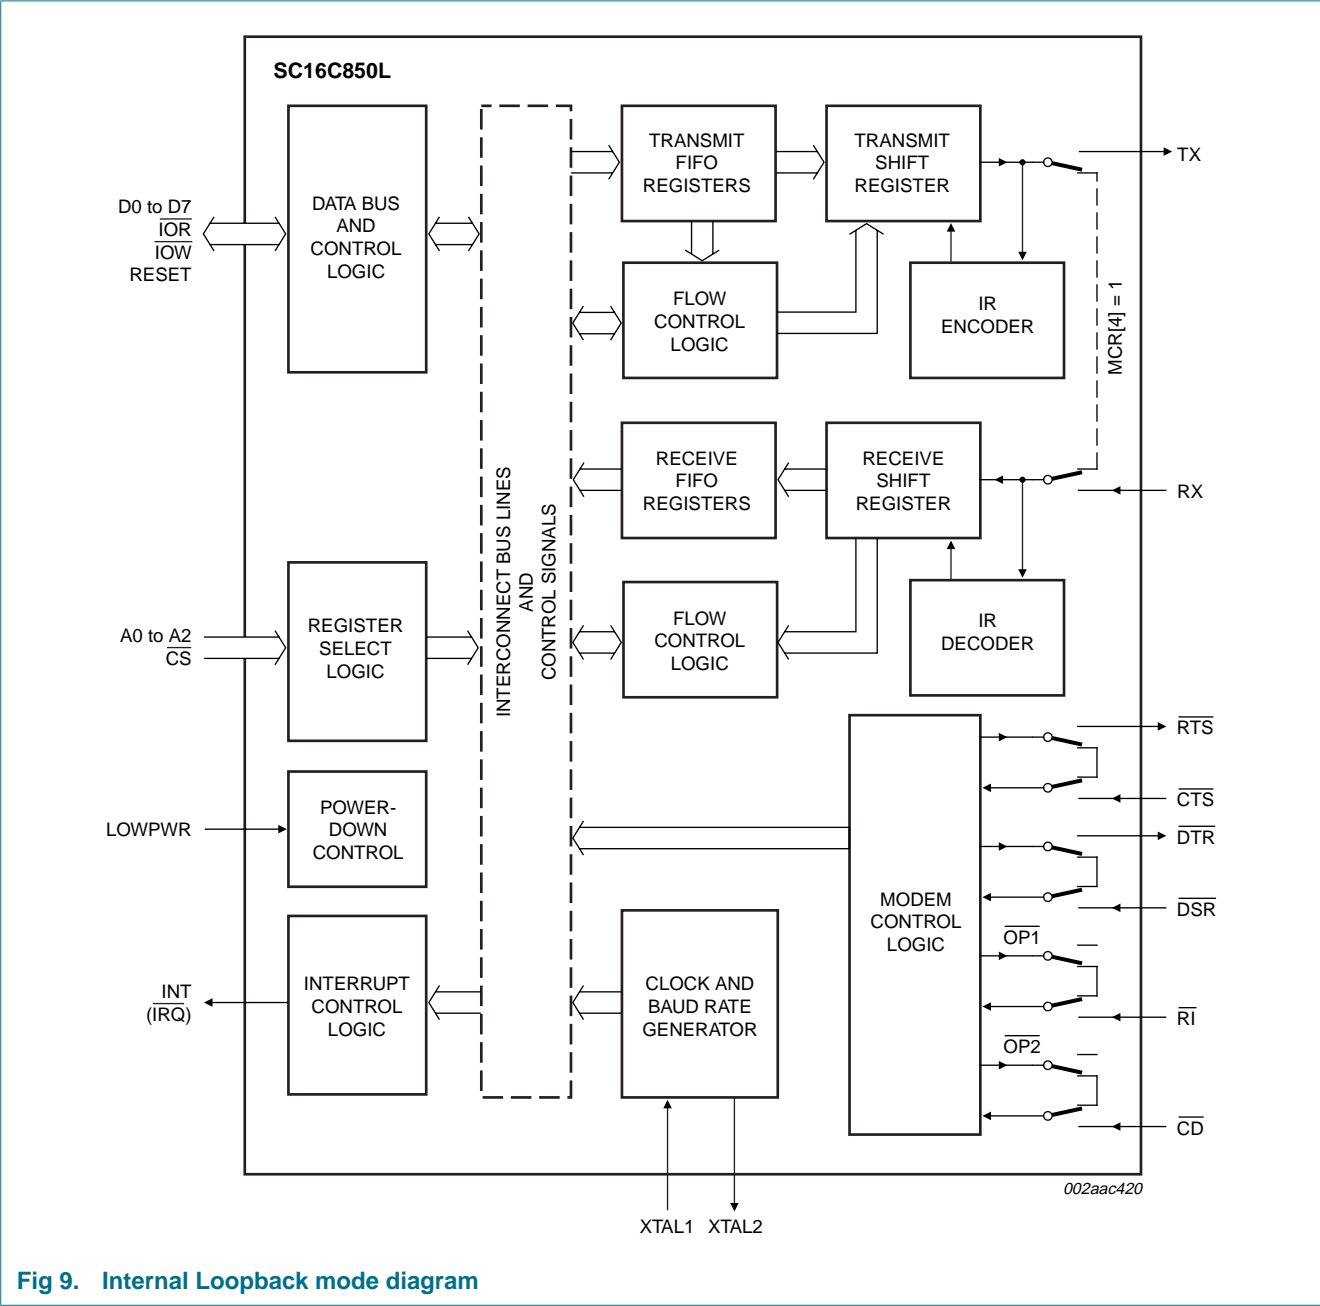 SC16C850L
D0 to D7
IOR
IOW
RESET
DATA BUS
AND
CONTROL
LOGIC
TRANSMIT
FIFO
REGISTERS
TRANSMIT
SHIFT
REGISTER
TX
FLOW
CONTROL
LOGIC
IR
ENCODER
MCR[4] = 1
INTERCONNECT BUS LINES
AND
CONTROL SIGNALS
RECEIVE
FIFO
REGISTERS
RECEIVE
SHIFT
REGISTER
RX
A0 to A2
CS
REGISTER
SELECT
LOGIC
FLOW
CONTROL
LOGIC
IR
DECODER
LOWPWR
POWER-
DOWN
CONTROL
MODEM
CONTROL
LOGIC
RTS
CTS
DTR
DSR
OP1
RI
OP2
CD
INT
(IRQ)
INTERRUPT
CONTROL
LOGIC
CLOCK AND
BAUD RATE
GENERATOR
XTAL1 XTAL2
002aac420
Fig 9. Internal Loopback mode diagram